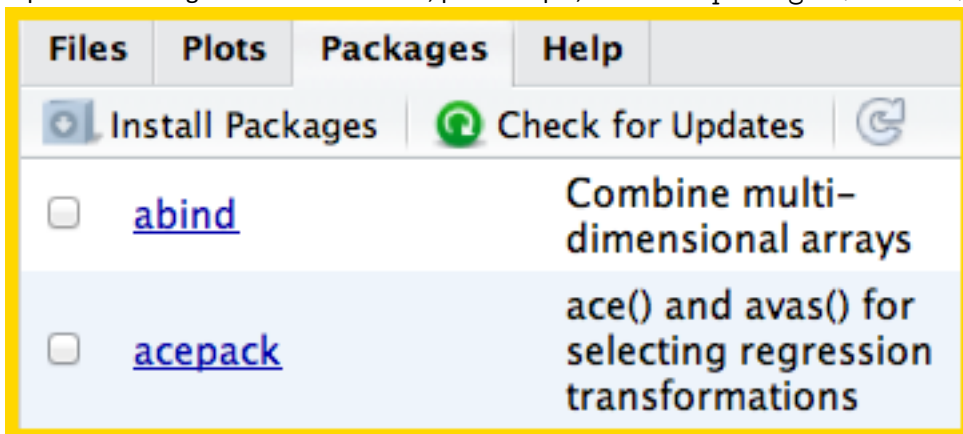 Files Plots Packages Help
Install Packages Check for Updates
abind Combine multi-
dimensional arrays
acepack ace() and avas() for
selecting regression
transformations